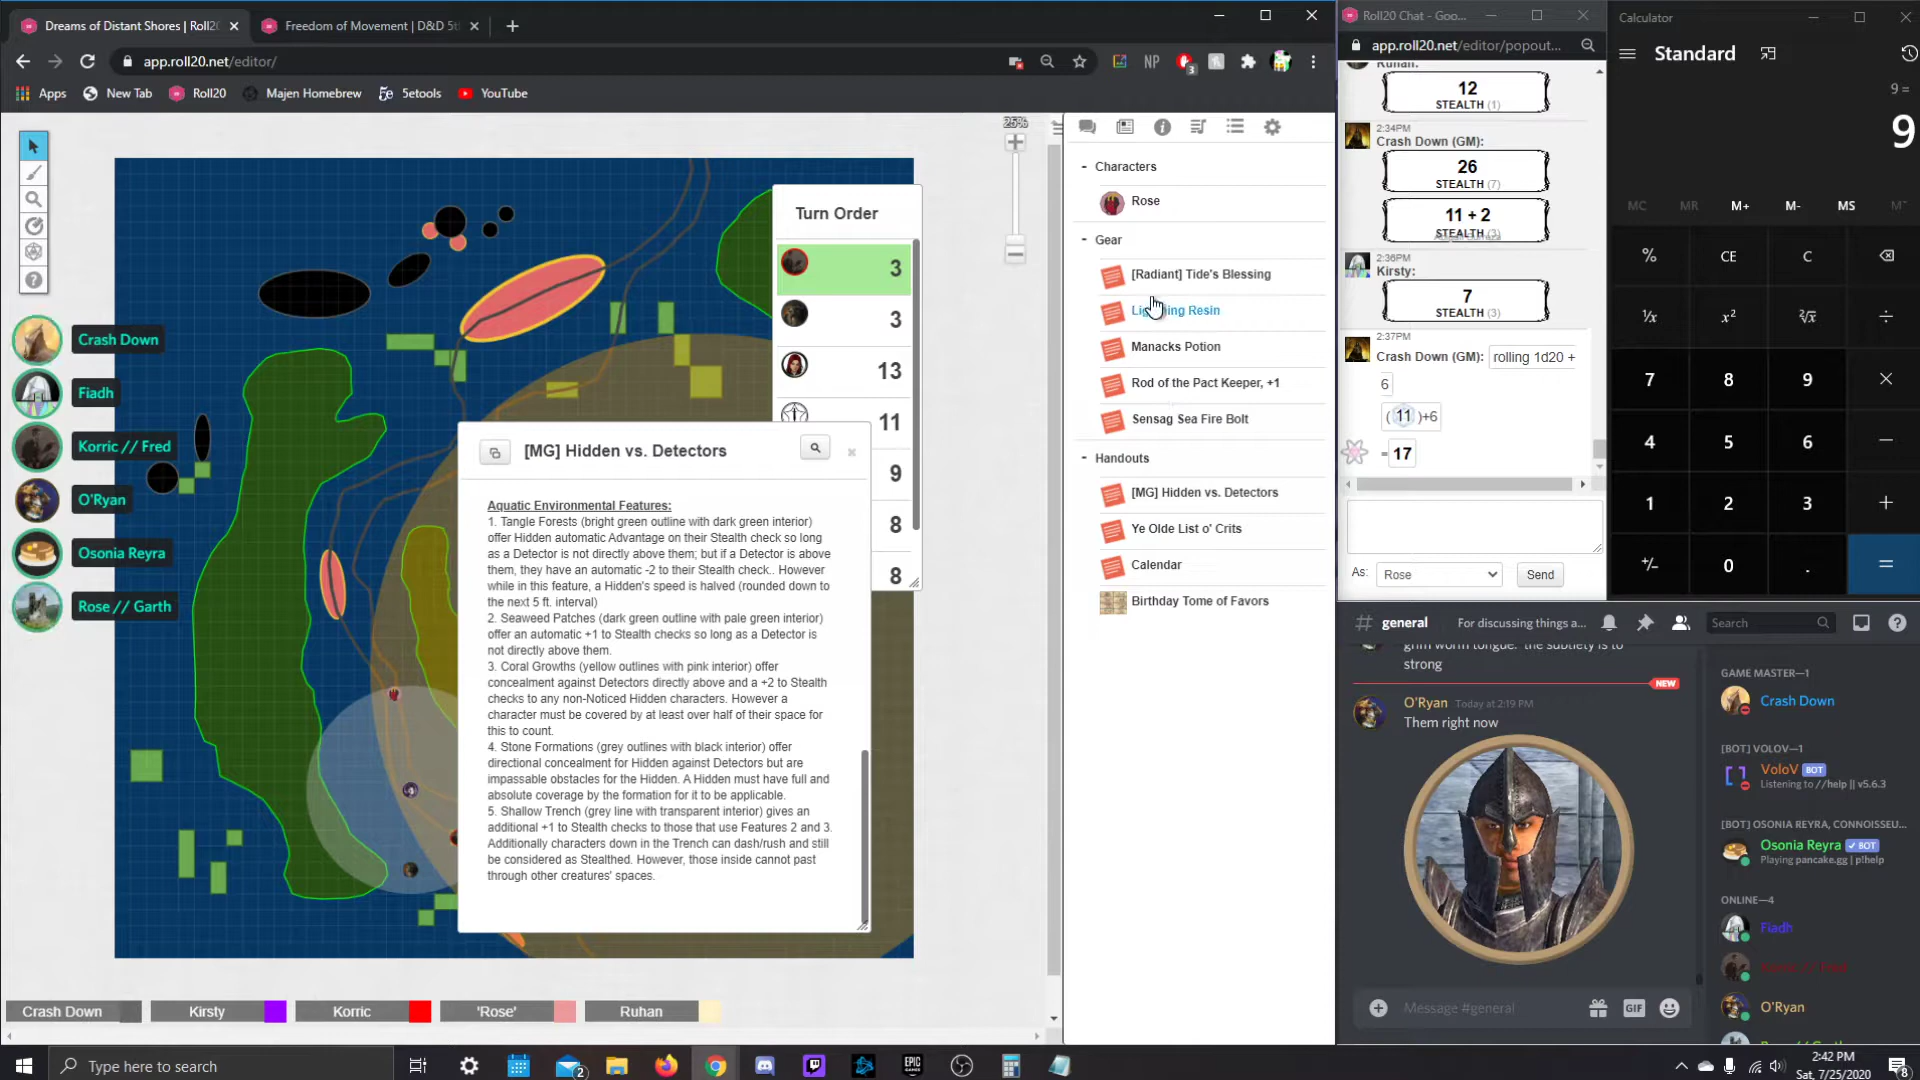 Dreams of Distant Shores | Roll20
Freedom of Movement | D&D 5th
app.roll20.net/editor/
NP
3
Apps
New Tab
Roll20
Majen Homebrew
5etools
YouTube
25%
Crash Down
Fiadh
Korric // Fred
O'Ryan
Osonia Reyra
Rose // Garth
Turn Order
3
3
13
11
9
8
8
[MG] Hidden vs. Detectors
Aquatic Environmental Features:
1. Tangle Forests (bright green outline with dark green interior)
offer Hidden automatic Advantage on their Stealth check so long
as a Detector is not directly above them; but if a Detector is above
them, they have an automatic -2 to their Stealth check.. However
while in this feature, a Hidden's speed is halved (rounded down to
the next 5 ft. interval)
2. Seaweed Patches (dark green outline with pale green interior)
offer an automatic +1 to Stealth checks so long as a Detector is
not directly above them.
3. Coral Growths (yellow outlines with pink interior) offer
concealment against Detectors directly above and a +2 to Stealth
checks to any non-Noticed Hidden characters. However a
character must be covered by at least over half of their space for
this to count.
4. Stone Formations (grey outlines with black interior) offer
directional concealment for Hidden against Detectors but are
impassable obstacles for the Hidden. A Hidden must have full and
absolute coverage by the formation for it to be applicable.
5. Shallow Trench (grey line with transparent interior) gives an
additional +1 to Stealth checks to those that use Features 2 and 3.
Additionally characters down in the Trench can dash/rush and still
be considered as Stealthed. However, those inside cannot past
through other creatures' spaces.
Crash Down
Kirsty
Korric
'Rose'
Ruhan
- Characters
Rose
- Gear
[Radiant] Tide's Blessing
Lightning Resin
Manacks Potion
Rod of the Pact Keeper, +1
Sensag Sea Fire Bolt
- Handouts
[MG] Hidden vs. Detectors
Ye Olde List o' Crits
Calendar
Birthday Tome of Favors
Roll20 Chat - Goo...
app.roll20.net/editor/popout...
Ruhan:
12
STEALTH (1)
2:34PM
Crash Down (GM):
26
STEALTH (7)
11 + 2
STEALTH (3)
2:36PM
Kirsty:
7
STEALTH (3)
2:37PM
Crash Down (GM): rolling 1d20 +
6
(11)+6
=17
As: Rose
Send
Calculator
Standard
9 =
9
MC MR M+ M- MS
% CE C
7 8 9
4 5 6
1 2 3
+/- 0 . =
# general
For discussing things a...
Search
strong
NEW
O'Ryan Today at 2:19 PM
Them right now
Message #general
GIF
GAME MASTER—1
Crash Down
[BOT] VOLOV—1
VoloV BOT
Listening to //help || v5.6.3
[BOT] OSONIA REYRA, CONNOISSEU...
Osonia Reyra ✓ BOT
Playing pancake.gg | p!help
ONLINE—4
Fiadh
Korric // Fred
O'Ryan
Type here to search
2
EPIC GAMES
2:42 PM
Sat, 7/25/2020
8